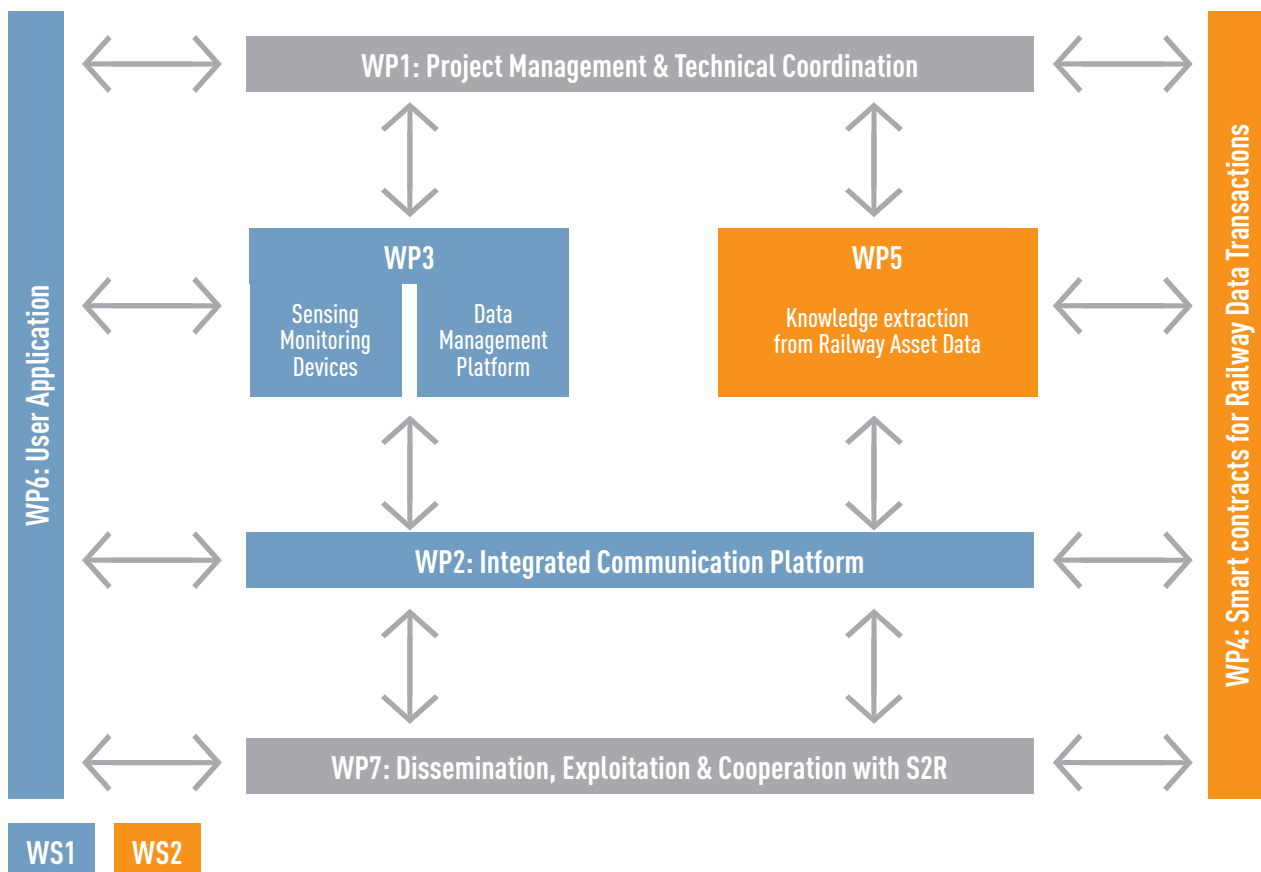 WP1: Project Management & Technical Coordination
WP6: User Application
WP3
Sensing
Monitoring
Devices
Data
Management
Platform
WP5
Knowledge extraction
from Railway Asset Data
WP4: Smart contracts for Railway Data Transactions
WP2: Integrated Communication Platform
WP7: Dissemination, Exploitation & Cooperation with S2R
WS1
WS2